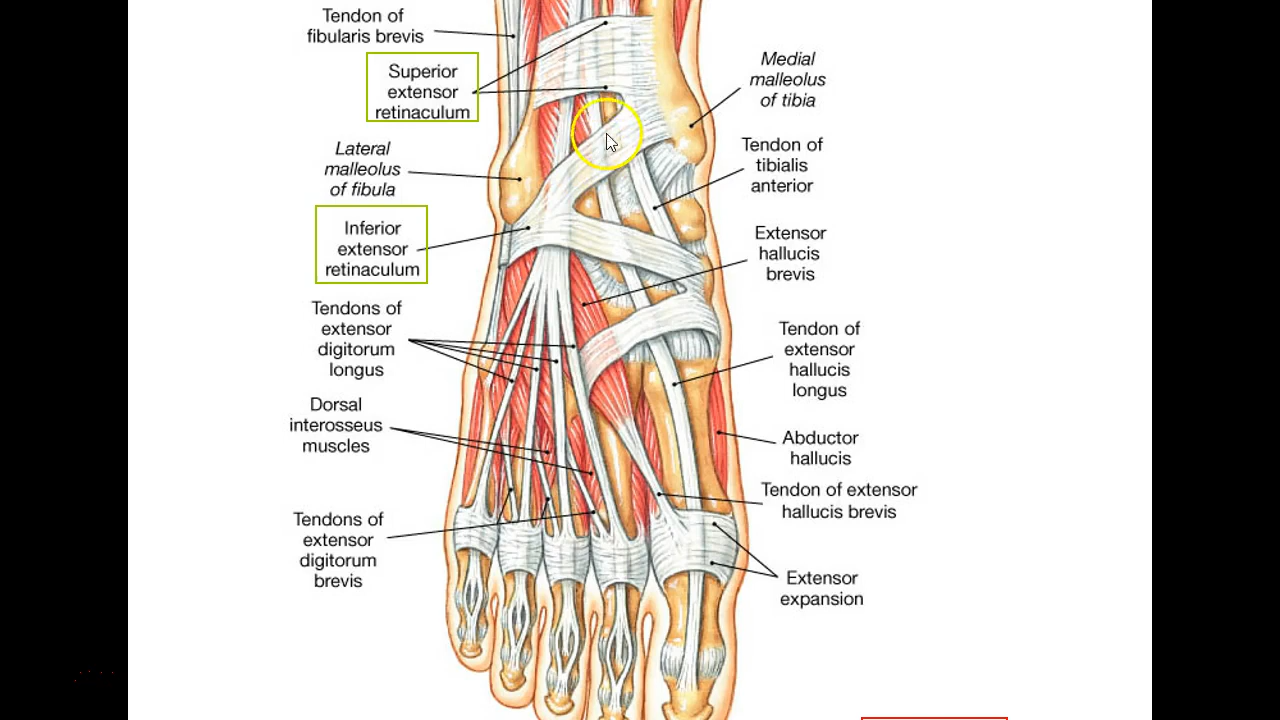 Tendon of
fibularis brevis
Superior
extensor
retinaculum
Lateral
malleolus
of fibula
Inferior
extensor
retinaculum
Tendons of
extensor
digitorum
longus
Dorsal
interosseus
muscles
Tendons of
extensor
digitorum
brevis
Medial
malleolus
of tibia
Tendon of
tibialis
anterior
Extensor
hallucis
brevis
Tendon of
extensor
hallucis
longus
Abductor
hallucis
Tendon of extensor
hallucis brevis
Extensor
expansion